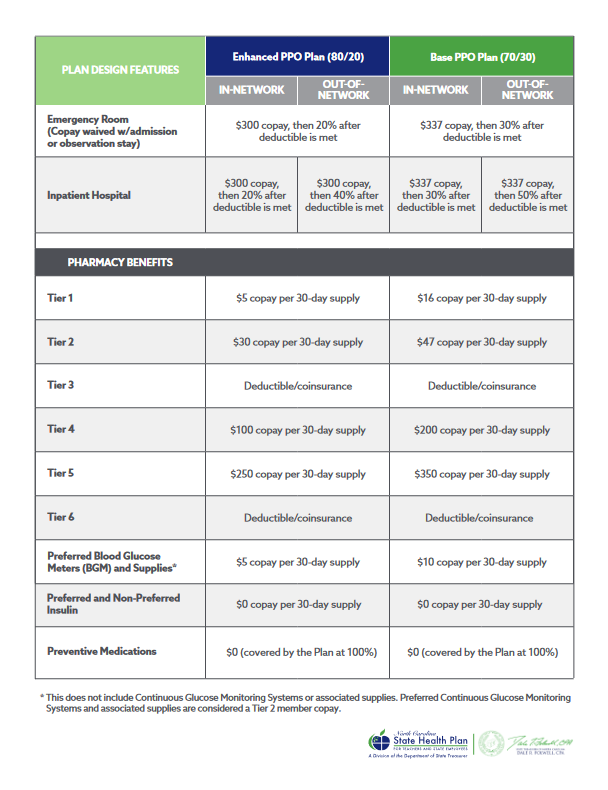 PLAN DESIGN FEATURES
Enhanced PPO Plan (80/20)
Base PPO Plan (70/30)
IN-NETWORK
OUT-OF-
NETWORK
IN-NETWORK
OUT-OF-
NETWORK
Emergency Room
(Copay waived w/admission
or observation stay)
$300 copay, then 20% after
deductible is met
$337 copay, then 30% after
deductible is met
Inpatient Hospital
$300 copay,
then 20% after
deductible is met
$300 copay,
then 40% after
deductible is met
$337 copay,
then 30% after
deductible is met
$337 copay,
then 50% after
deductible is met
PHARMACY BENEFITS
Tier 1
$5 copay per 30-day supply
$16 copay per 30-day supply
Tier 2
$30 copay per 30-day supply
$47 copay per 30-day supply
Tier 3
Deductible/coinsurance
Deductible/coinsurance
Tier 4
$100 copay per 30-day supply
$200 copay per 30-day supply
Tier 5
$250 copay per 30-day supply
$350 copay per 30-day supply
Tier 6
Deductible/coinsurance
Deductible/coinsurance
Preferred Blood Glucose
Meters (BGM) and Supplies*
$5 copay per 30-day supply
$10 copay per 30-day supply
Preferred and Non-Preferred
Insulin
$0 copay per 30-day supply
$0 copay per 30-day supply
Preventive Medications
$0 (covered by the Plan at 100%)
$0 (covered by the Plan at 100%)
* This does not include Continuous Glucose Monitoring Systems or associated supplies. Preferred Continuous Glucose Monitoring
Systems and associated supplies are considered a Tier 2 member copay.
North Carolina
State Health Plan
FOR TEACHERS AND STATE EMPLOYEES
A Division of the Department of State Treasurer
DALE R. FOLWELL, CPA